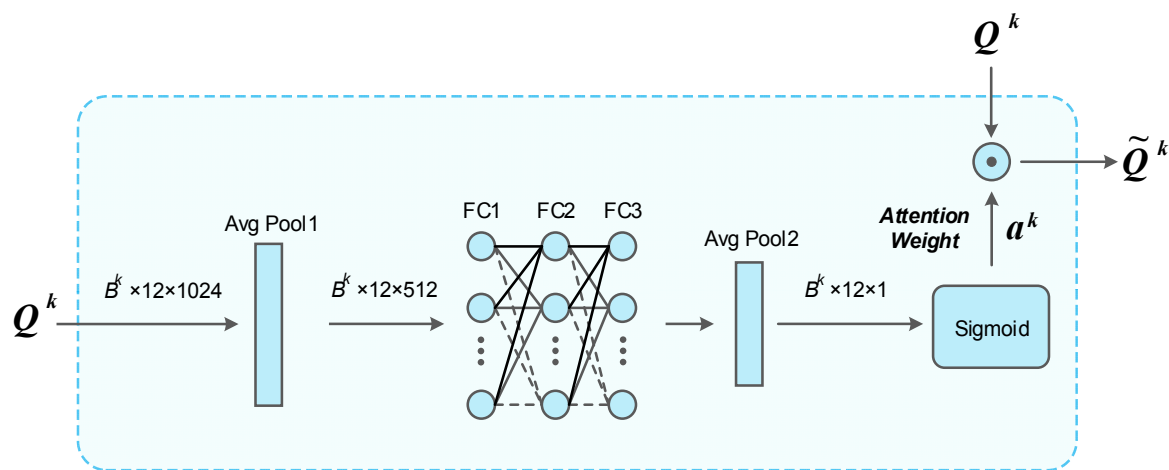 Q^k
Q̃^k
FC1 FC2 FC3
Avg Pool1
Attention
Weight
a^k
Avg Pool2
B^k ×12×1024
B^k ×12×512
B^k ×12×1
Q^k
Sigmoid